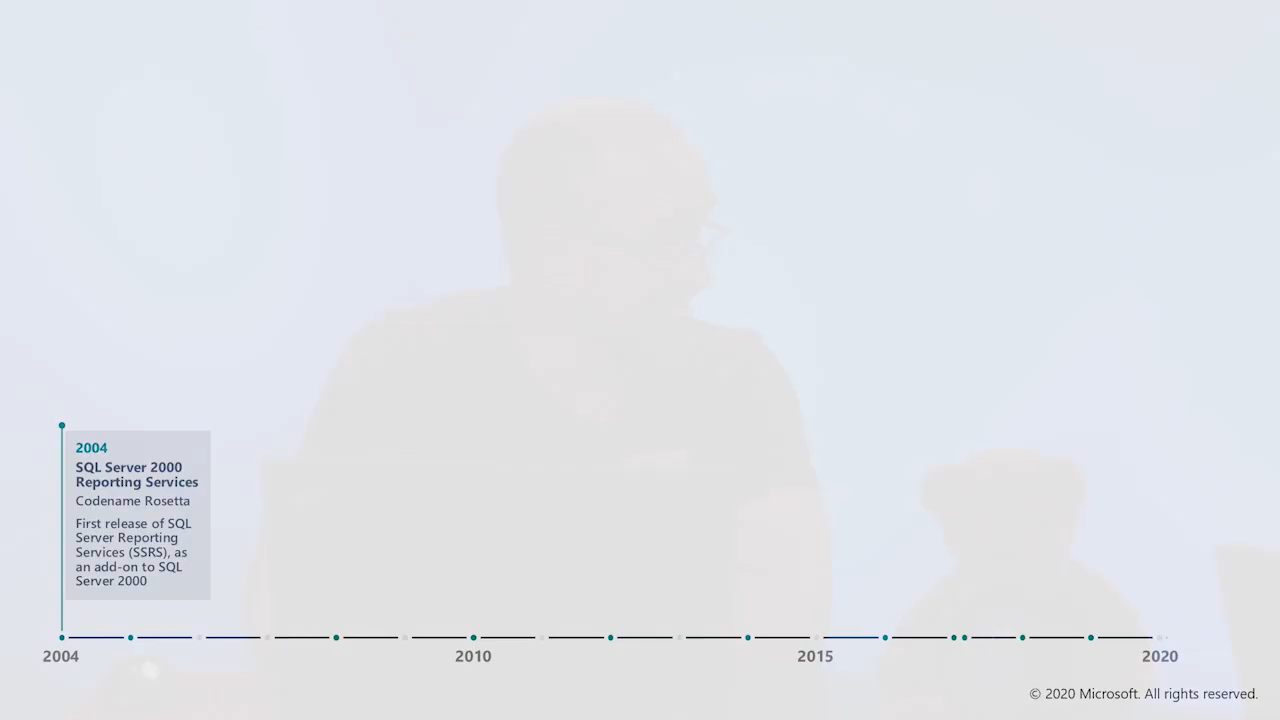 2004
SQL Server 2000
Reporting Services
Codename Rosetta
First release of SQL
Server Reporting
Services (SSRS), as
an add-on to SQL
Server 2000
2004
2010
2015
2020
© 2020 Microsoft. All rights reserved.